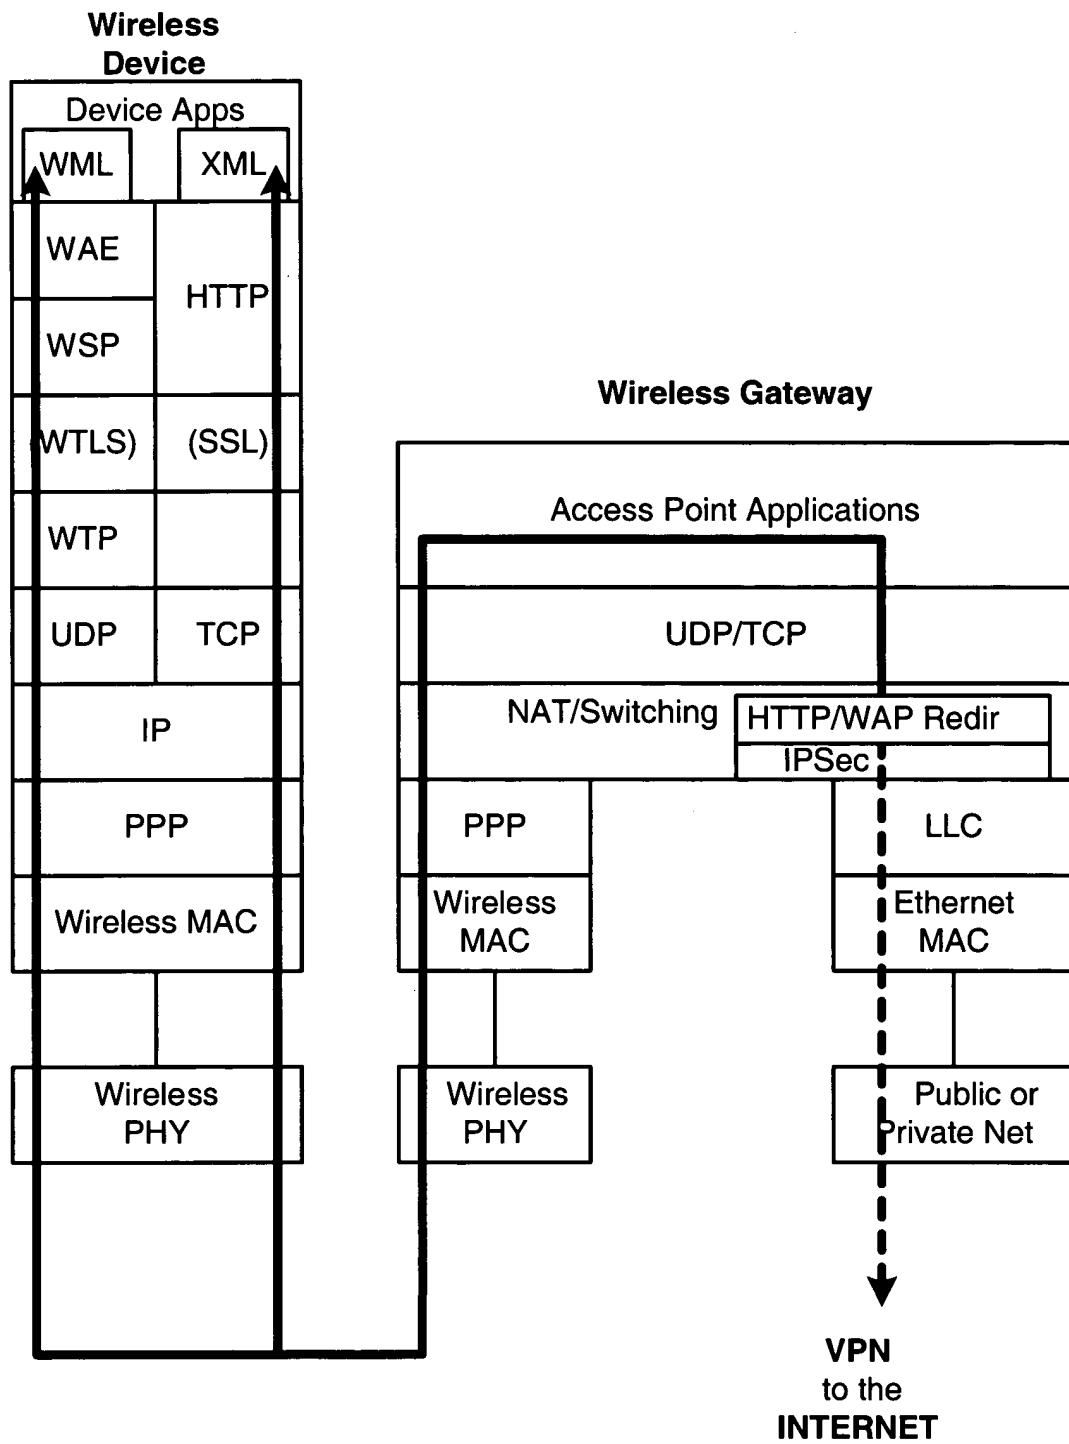 Wireless
Device
Device Apps
WML
XML
WAE
HTTP
WSP
WTLS)
(SSL)
WTP
UDP
TCP
IP
PPP
Wireless MAC
Wireless
PHY
Wireless Gateway
Access Point Applications
UDP/TCP
NAT/Switching
HTTP/WAP Redir
IPSec
PPP
LLC
Wireless
MAC
Ethernet
MAC
Wireless
PHY
Public or
Private Net
VPN
to the
INTERNET